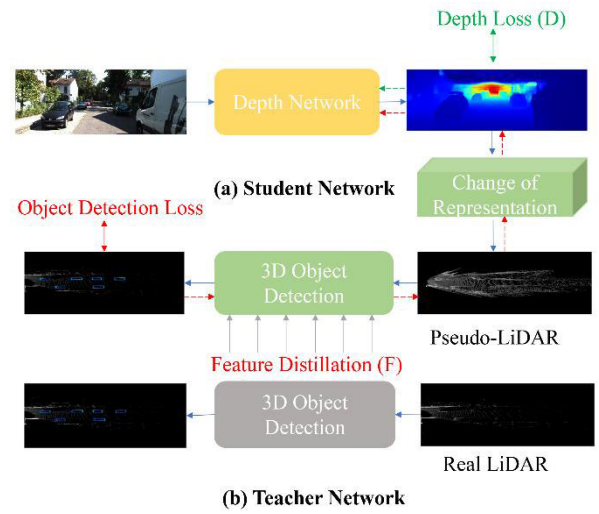 Depth Loss (D)
Depth Network
(a) Student Network
Change of
Representation
Object Detection Loss
3D Object
Detection
Pseudo-LiDAR
Feature Distillation (F)
3D Object
Detection
Real LiDAR
(b) Teacher Network